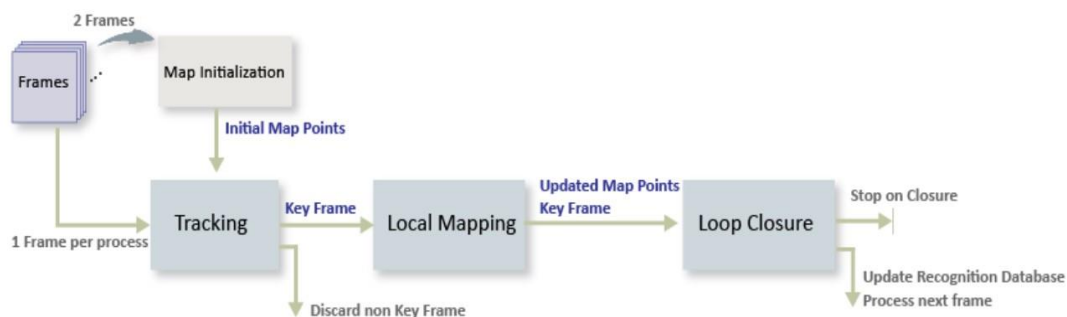 2 Frames
Frames
...
Map Initialization
Initial Map Points
1 Frame per process
Tracking
Key Frame
Discard non Key Frame
Local Mapping
Updated Map Points
Key Frame
Loop Closure
Stop on Closure
Update Recognition Database
Process next frame